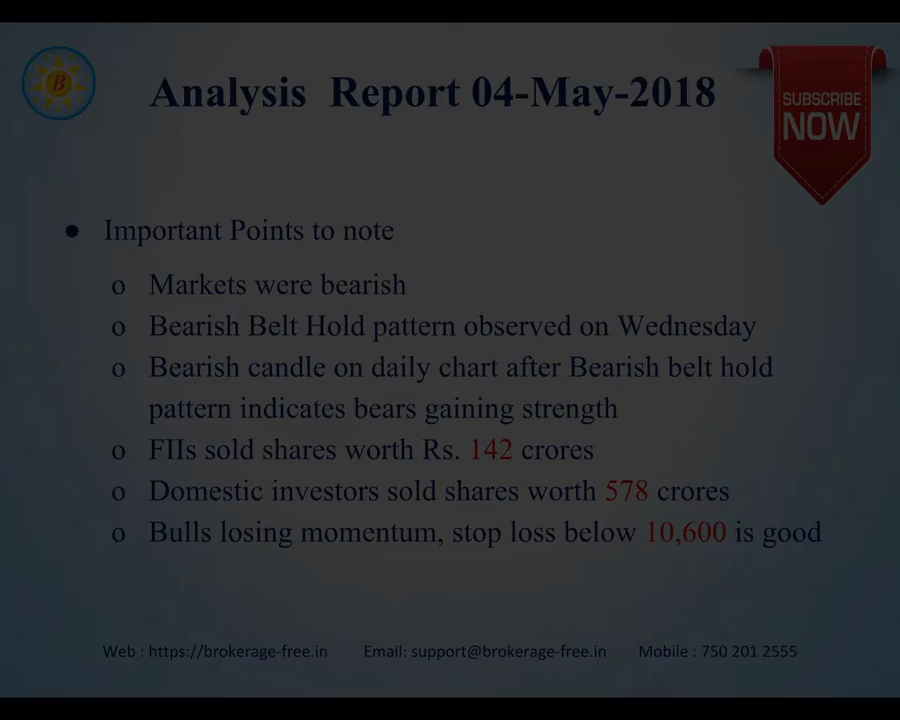 B
Analysis Report 04-May-2018
SUBSCRIBE
NOW
● Important Points to note
o Markets were bearish
o Bearish Belt Hold pattern observed on Wednesday
o Bearish candle on daily chart after Bearish belt hold
pattern indicates bears gaining strength
o FIIs sold shares worth Rs. 142 crores
o Domestic investors sold shares worth 578 crores
o Bulls losing momentum, stop loss below 10,600 is good
Web : https://brokerage-free.in Email: support@brokerage-free.in Mobile : 750 201 2555